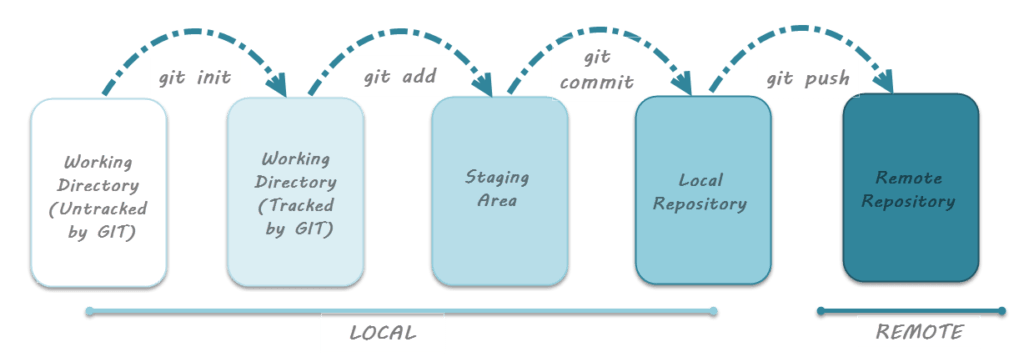 git init
git add
git
commit
git push
Working
Directory
(Untracked
by GIT)
Working
Directory
(Tracked
by GIT)
Staging
Area
Local
Repository
Remote
Repository
LOCAL
REMOTE